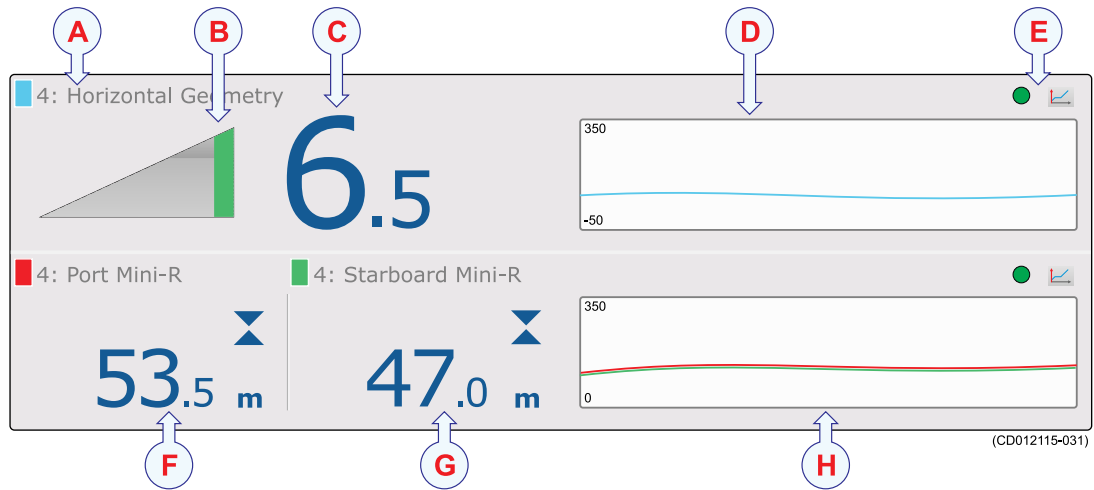 A B C D E
4: Horizontal Geometry
6.5
350
-50
4: Port Mini-R
4: Starboard Mini-R
53.5 m
47.0 m
350
0
(CD012115-031)
F G H